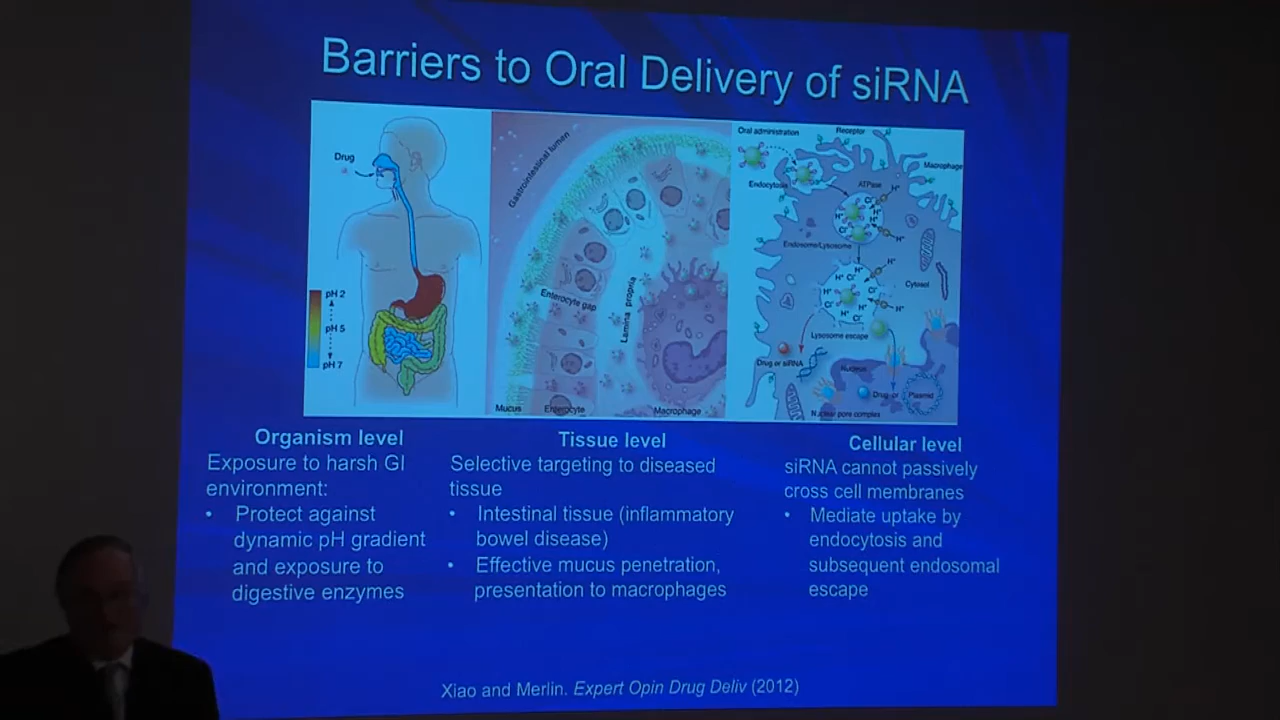 Barriers to Oral Delivery of siRNA
Drug
pH 2
pH 5
pH 7
Gastrointestinal lumen
Enterocyte gap
Lamina propria
Mucus
Enterocyte
Macrophage
Oral administration
Receptor
Macrophage
Endocytosis
ATPase
H⁺
Cl⁻
Endosome/Lysosome
H⁺
H⁺ Cl⁻
Cytosol
Lysosome escape
Drug or siRNA
Nucleus
Drug or
Plasmid
Nuclear pore complex
Organism level
Exposure to harsh GI
environment:
• Protect against
dynamic pH gradient
and exposure to
digestive enzymes
Tissue level
Selective targeting to diseased
tissue
• Intestinal tissue (inflammatory
bowel disease)
• Effective mucus penetration,
presentation to macrophages
Cellular level
siRNA cannot passively
cross cell membranes
• Mediate uptake by
endocytosis and
subsequent endosomal
escape
Xiao and Merlin. Expert Opin Drug Deliv (2012)